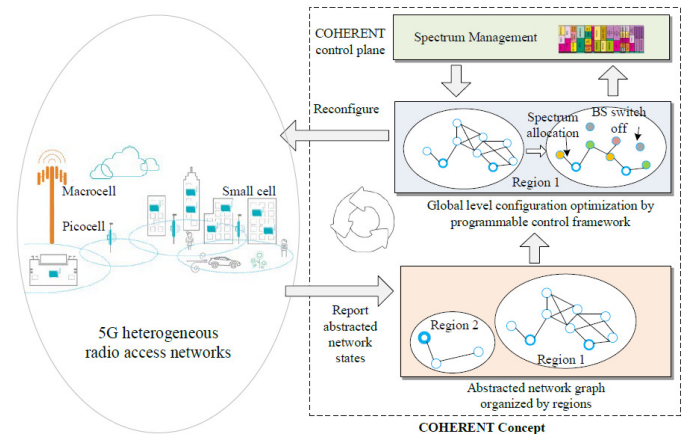 COHERENT
control plane
Spectrum Management
Reconfigure
Spectrum
allocation
BS switch
off
Region 1
Global level configuration optimization by
programmable control framework
Macrocell
Small cell
Picocell
5G heterogeneous
radio access networks
Report
abstracted
network
states
Region 2
Region 1
Abstracted network graph
organized by regions
COHERENT Concept